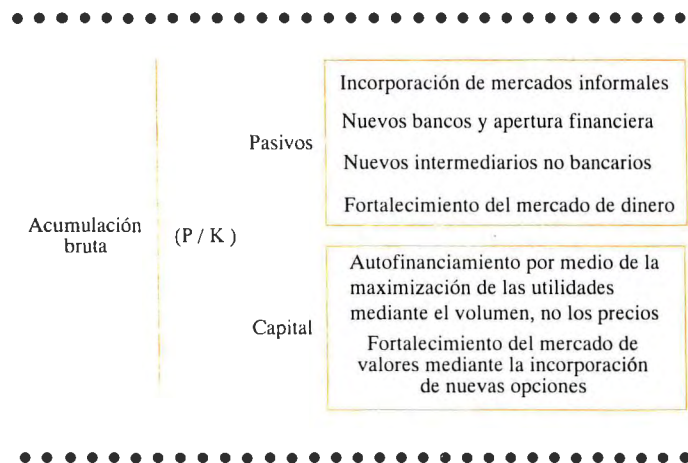 Acumulación
bruta
(P / K )
Pasivos
Incorporación de mercados informales
Nuevos bancos y apertura financiera
Nuevos intermediarios no bancarios
Fortalecimiento del mercado de dinero
Capital
Autofinanciamiento por medio de la
maximización de las utilidades
mediante el volumen, no los precios
Fortalecimiento del mercado de
valores mediante la incorporación
de nuevas opciones